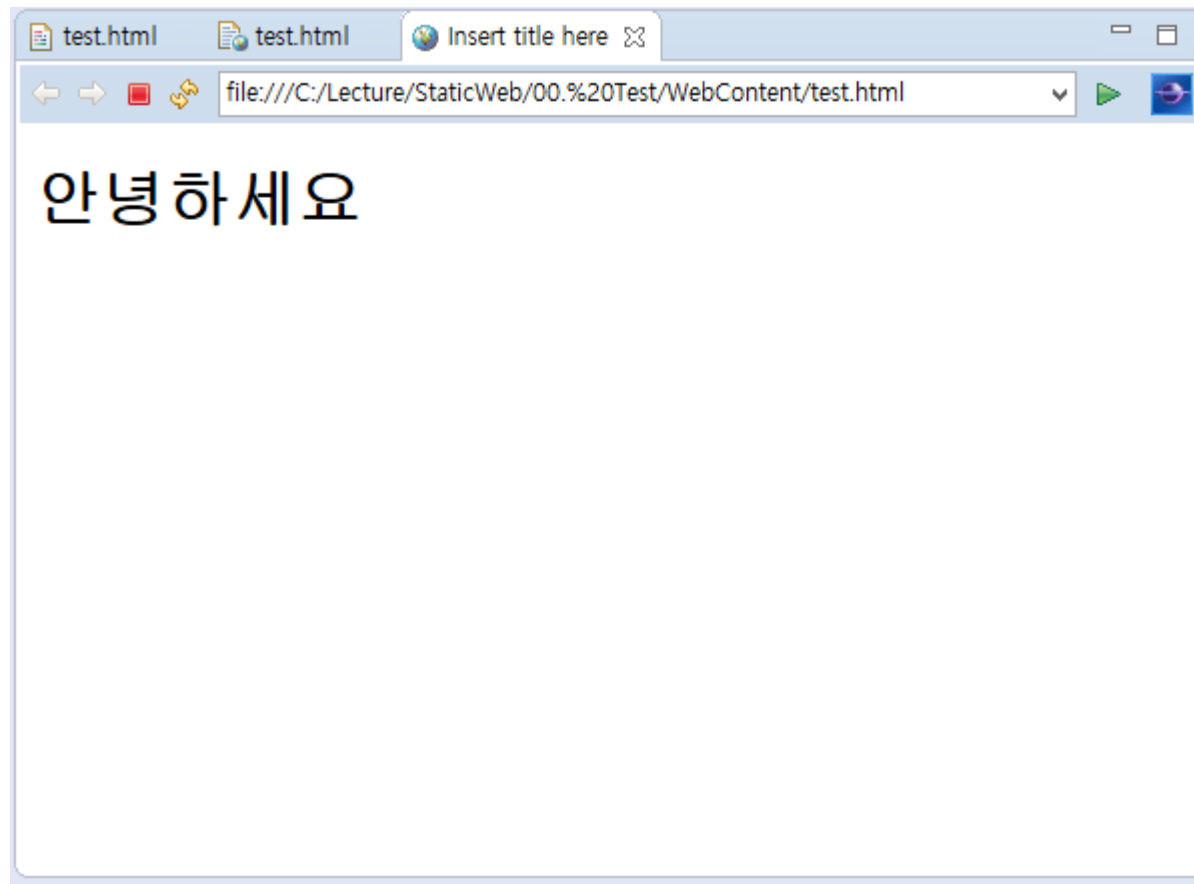 test.html test.html Insert title here
file:///C:/Lecture/StaticWeb/00.%20Test/WebContent/test.html
안녕하세요